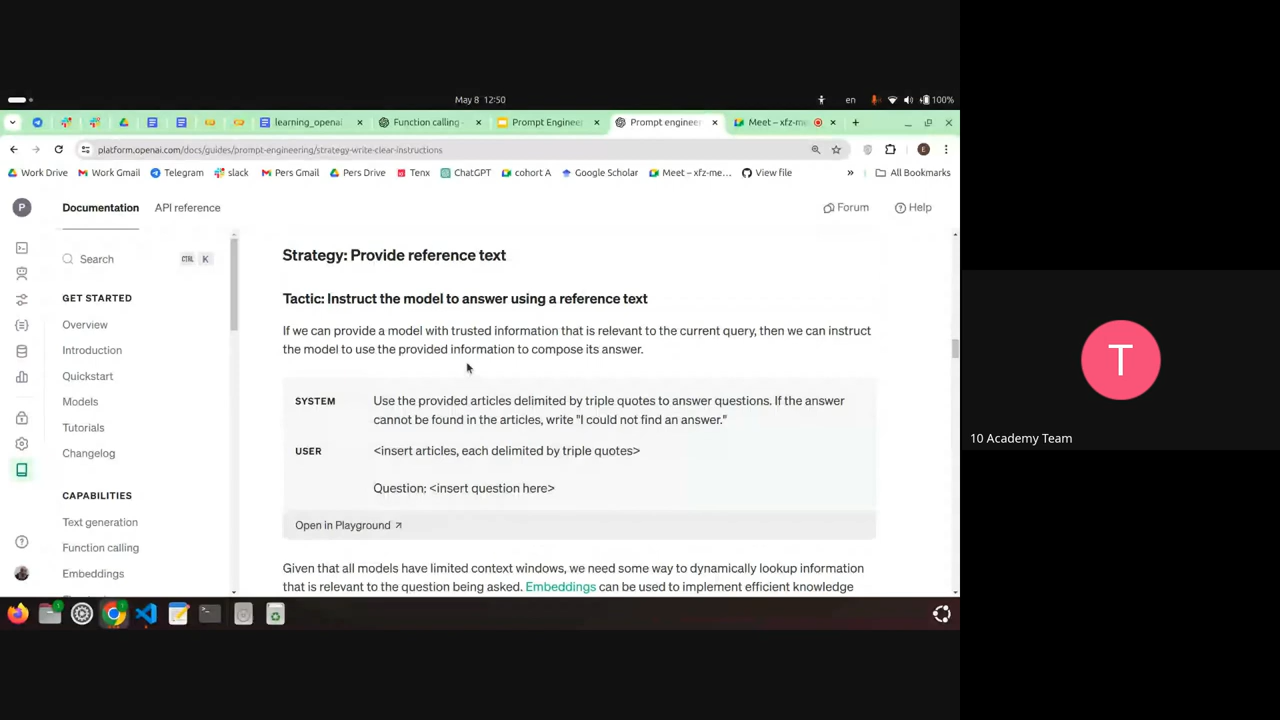 May 8 12:50
en
100%
learning_openai
Function calling -
Prompt Enginee
Prompt engineer
Meet – xfz-me
platform.openai.com/docs/guides/prompt-engineering/strategy-write-clear-instructions
E
Work Drive
Work Gmail
Telegram
slack
Pers Gmail
Pers Drive
Tenx
ChatGPT
cohort A
Google Scholar
Meet – xfz-me...
View file
»
All Bookmarks
P
Documentation
API reference
Forum
Help
Search
CTRL K
GET STARTED
Overview
Introduction
Quickstart
Models
Tutorials
Changelog
CAPABILITIES
Text generation
Function calling
Embeddings
Strategy: Provide reference text
Tactic: Instruct the model to answer using a reference text
If we can provide a model with trusted information that is relevant to the current query, then we can instruct
the model to use the provided information to compose its answer.
SYSTEM
Use the provided articles delimited by triple quotes to answer questions. If the answer
cannot be found in the articles, write "I could not find an answer."
USER
<insert articles, each delimited by triple quotes>
Question: <insert question here>
Open in Playground ↗
Given that all models have limited context windows, we need some way to dynamically lookup information
that is relevant to the question being asked. Embeddings can be used to implement efficient knowledge
T
10 Academy Team